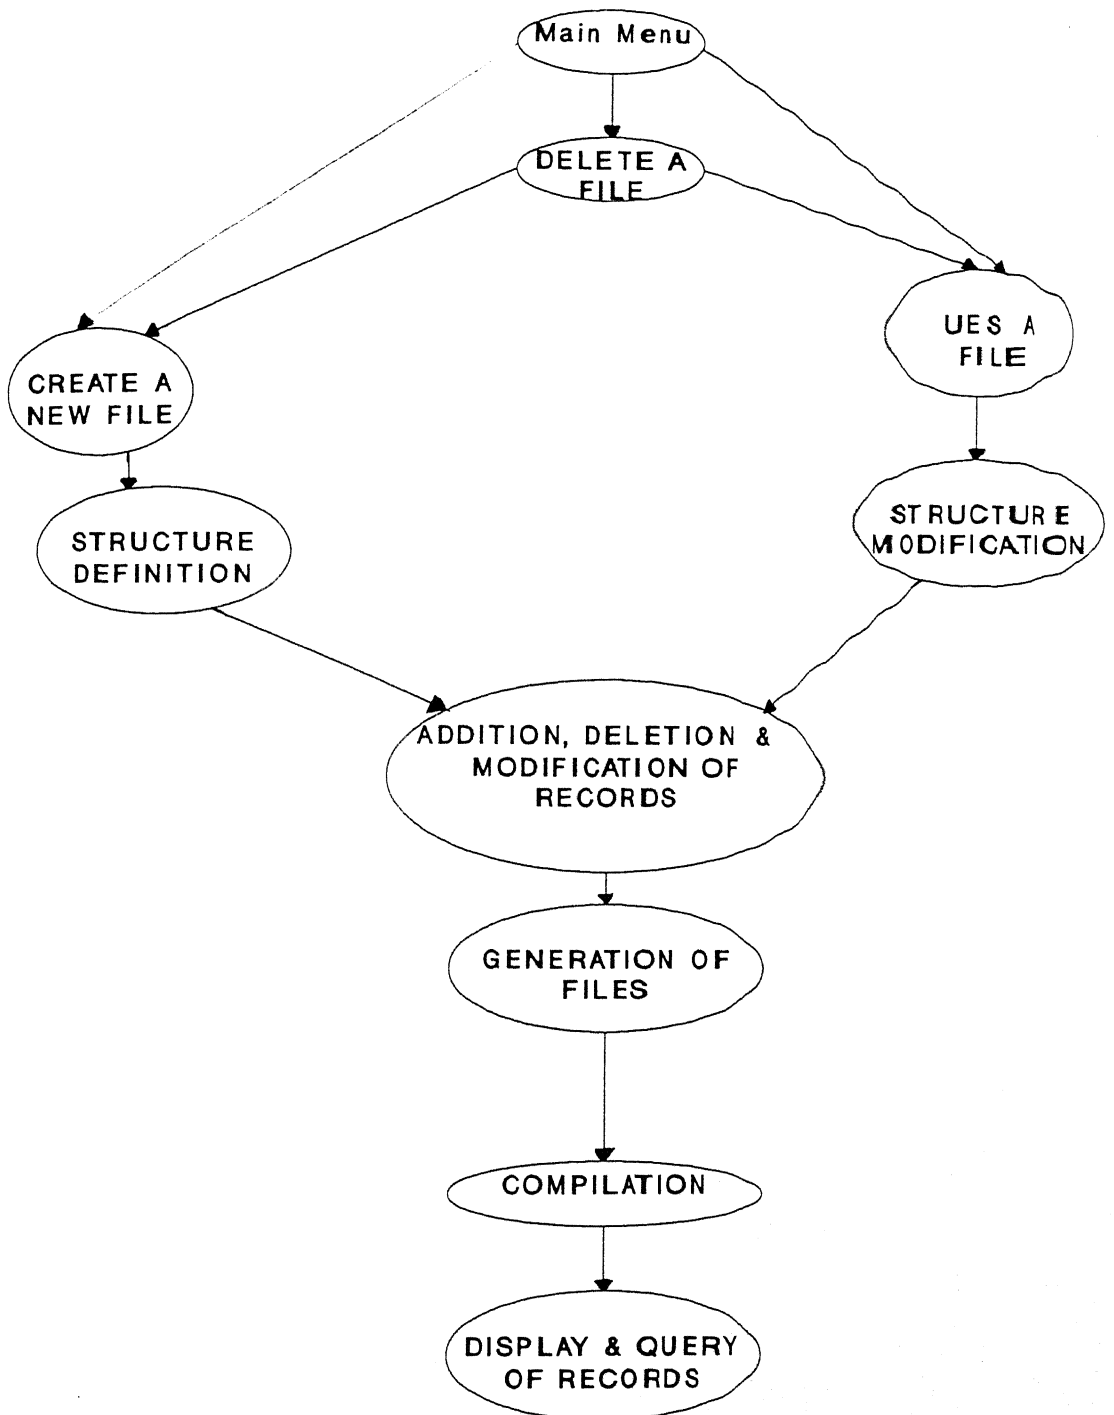 Main Menu
DELETE A
FILE
UES A
FILE
CREATE A
NEW FILE
STRUCTURE
MODIFICATION
STRUCTURE
DEFINITION
ADDITION, DELETION &
MODIFICATION OF
RECORDS
GENERATION OF
FILES
COMPILATION
DISPLAY & QUERY
OF RECORDS